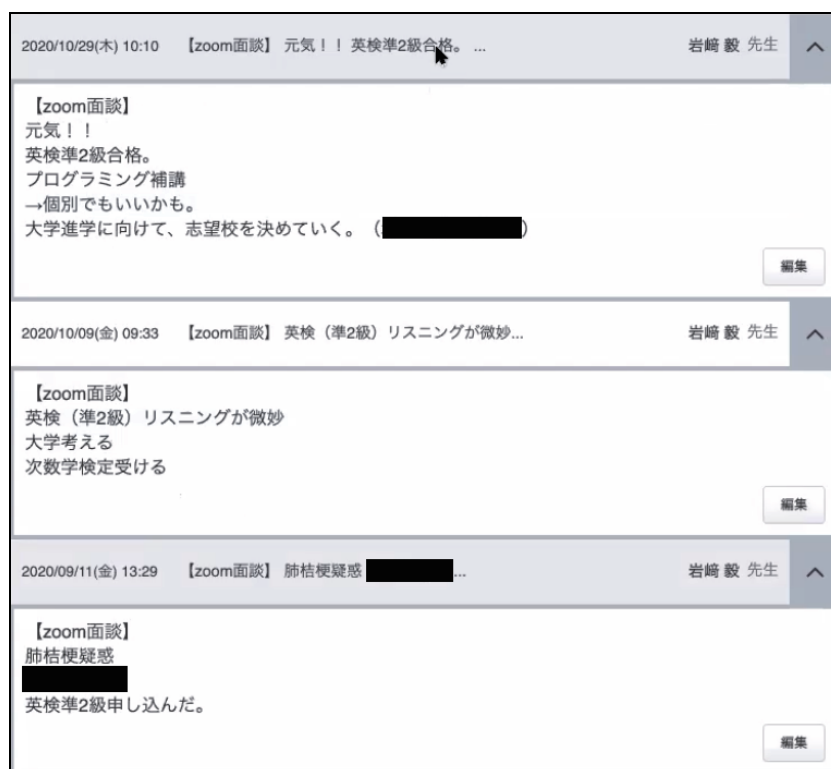 2020/10/29(木) 10:10 【zoom面談】 元気！！ 英検準2級合格。 ... 岩﨑 毅 先生
【zoom面談】
元気！！
英検準2級合格。
プログラミング補講
→個別でもいいかも。
大学進学に向けて、志望校を決めていく。（ ）
編集
2020/10/09(金) 09:33 【zoom面談】 英検（準2級）リスニングが微妙... 岩﨑 毅 先生
【zoom面談】
英検（準2級）リスニングが微妙
大学考える
次数学検定受ける
編集
2020/09/11(金) 13:29 【zoom面談】 肺桔梗疑惑 ... 岩﨑 毅 先生
【zoom面談】
肺桔梗疑惑
英検準2級申し込んだ。
編集